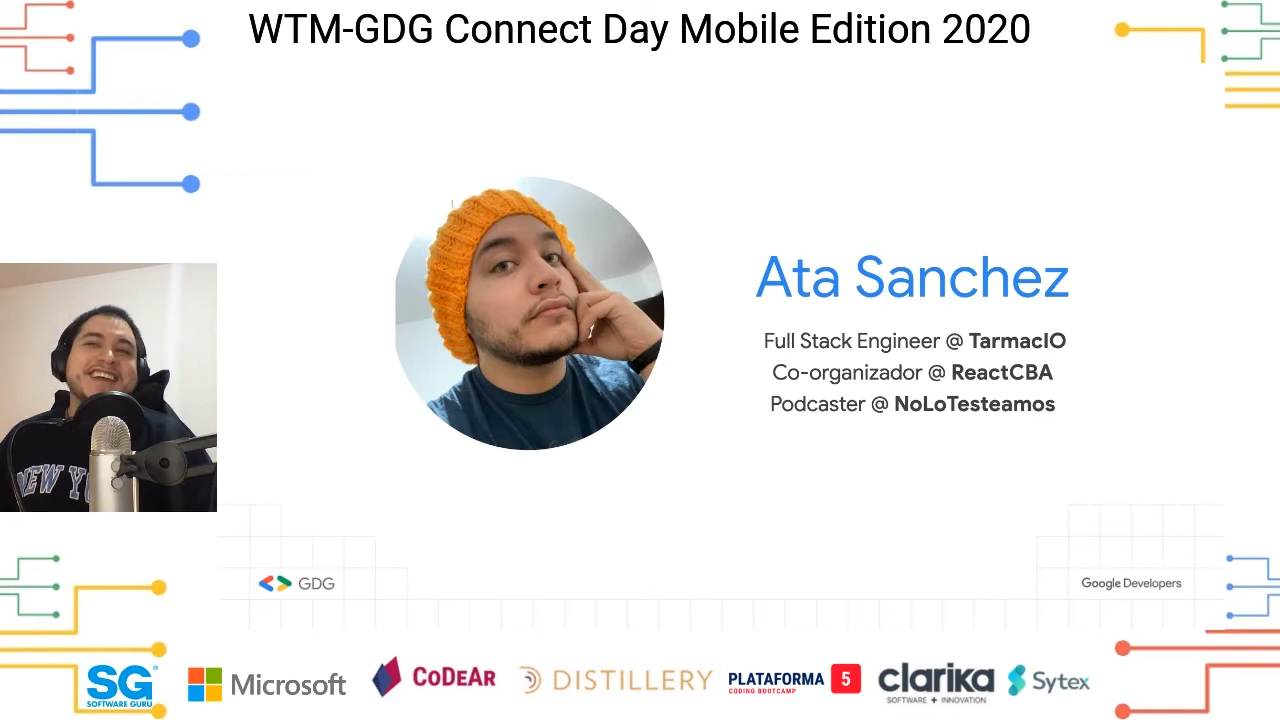 WTM-GDG Connect Day Mobile Edition 2020
Ata Sanchez
Full Stack Engineer @ TarmacIO
Co-organizador @ ReactCBA
Podcaster @ NoLoTesteamos
NEW Y
GDG
Google Developers
SG
SOFTWARE GURU
Microsoft
CoDeAr
DISTILLERY
PLATAFORMA 5
CODING BOOTCAMP
clarika
SOFTWARE + INNOVATION
Sytex